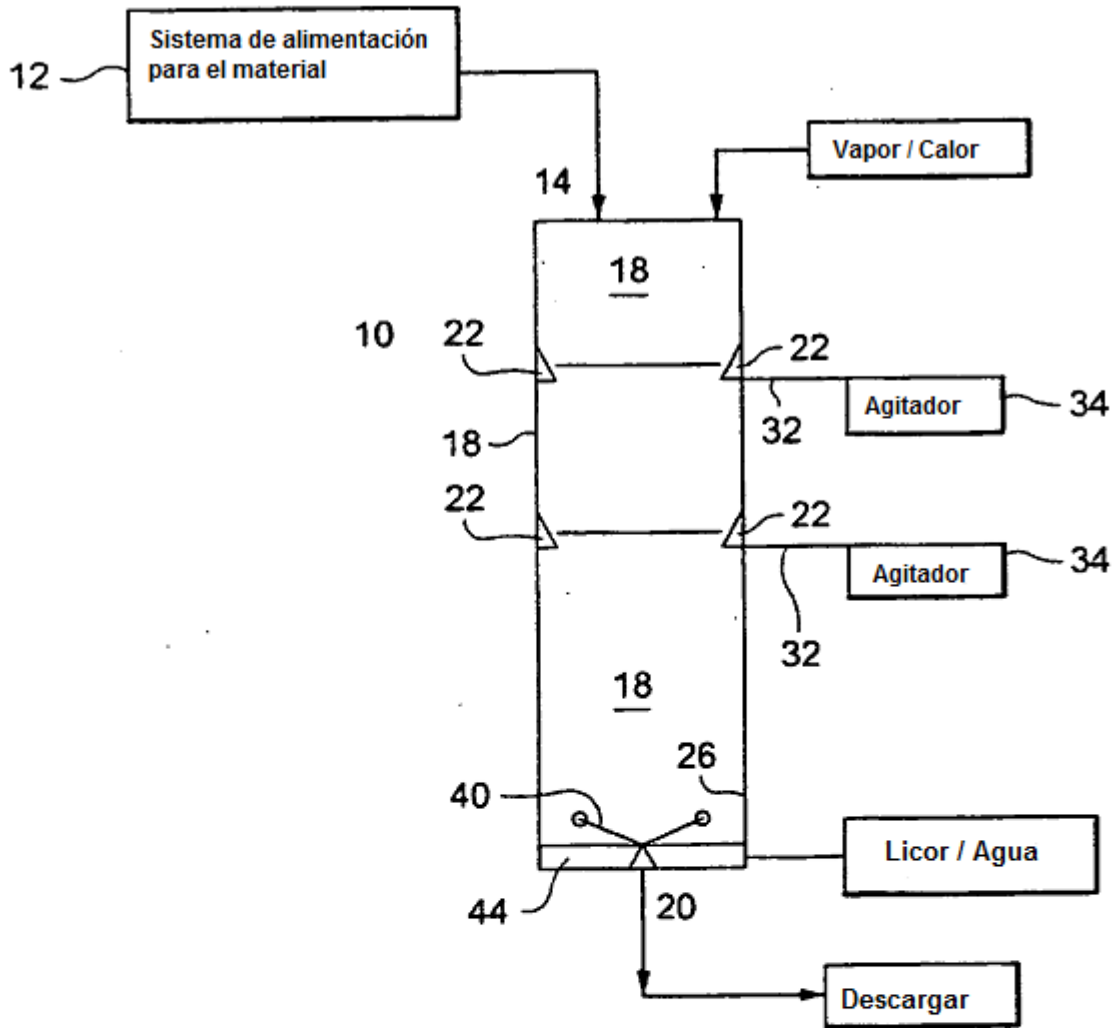 Sistema de alimentación
para el material
12
Vapor / Calor
14
18
10
22
22
Agitador
34
32
18
22
22
Agitador
34
32
18
26
40
Licor / Agua
44
20
Descargar